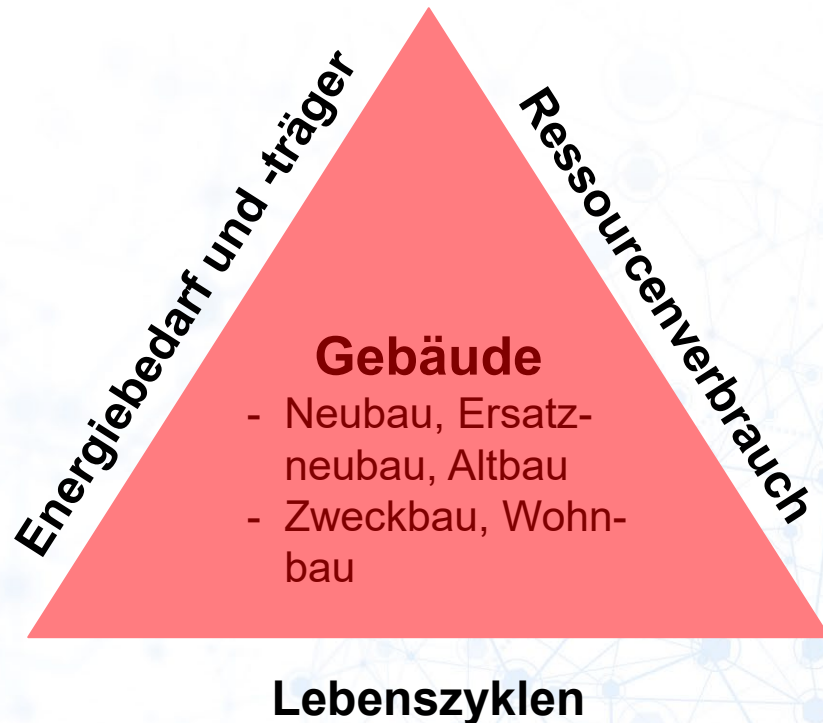 Energiebedarf und -träger
Ressourcenverbrauch
Gebäude
- Neubau, Ersatz-
neubau, Altbau
- Zweckbau, Wohn-
bau
Lebenszyklen